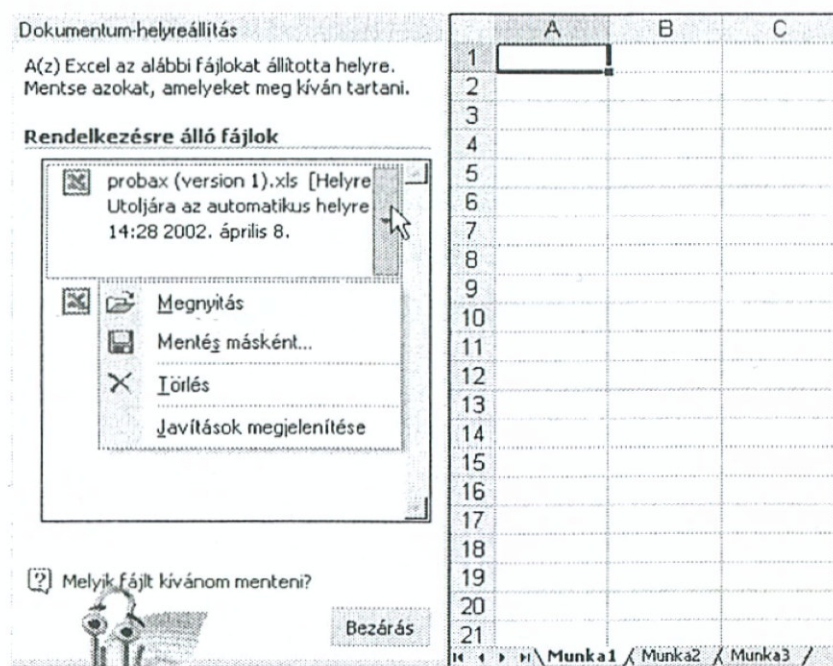 Dokumentum-helyreállítás
A(z) Excel az alábbi fájlokat állította helyre.
Mentse azokat, amelyeket meg kíván tartani.
Rendelkezésre álló fájlok
probax (version 1).xls [Helyre
Utoljára az automatikus helyre
14:28 2002. április 8.
Megnyitás
Mentés másként...
Törlés
Javítások megjelenítése
Melyik fájlt kívánom menteni?
Bezárás
A B C
1
2
3
4
5
6
7
8
9
10
11
12
13
14
15
16
17
18
19
20
21
Munka1 Munka2 Munka3